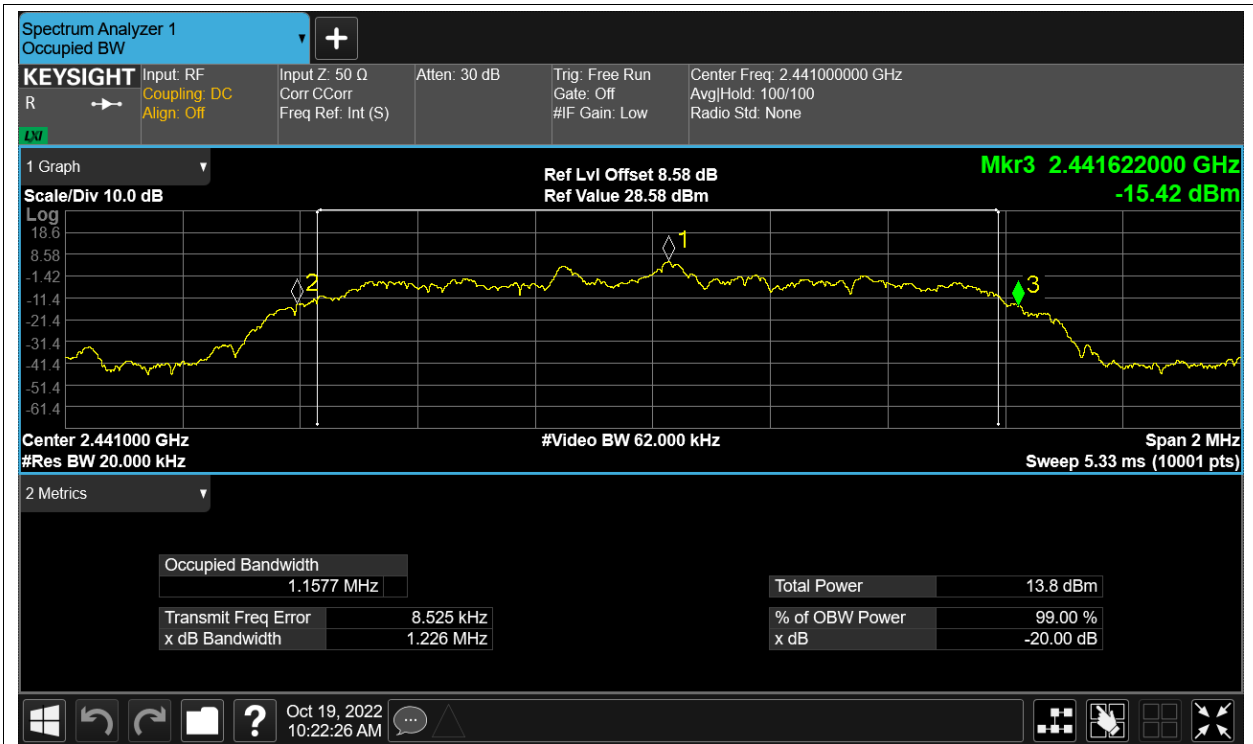 Spectrum Analyzer 1
Occupied BW
KEYSIGHT
R
LXI
Input: RF
Coupling: DC
Align: Off
Input Z: 50 Ω
Corr CCorr
Freq Ref: Int (S)
Atten: 30 dB
Trig: Free Run
Gate: Off
#IF Gain: Low
Center Freq: 2.441000000 GHz
Avg|Hold: 100/100
Radio Std: None
1 Graph
Scale/Div 10.0 dB
Ref Lvl Offset 8.58 dB
Ref Value 28.58 dBm
Mkr3 2.441622000 GHz
-15.42 dBm
Log
18.6
8.58
-1.42
-11.4
-21.4
-31.4
-41.4
-51.4
-61.4
1
2
3
Center 2.441000 GHz
#Res BW 20.000 kHz
#Video BW 62.000 kHz
Span 2 MHz
Sweep 5.33 ms (10001 pts)
2 Metrics
Occupied Bandwidth
1.1577 MHz
Transmit Freq Error 8.525 kHz
x dB Bandwidth 1.226 MHz
Total Power 13.8 dBm
% of OBW Power 99.00 %
x dB -20.00 dB
?
Oct 19, 2022
10:22:26 AM